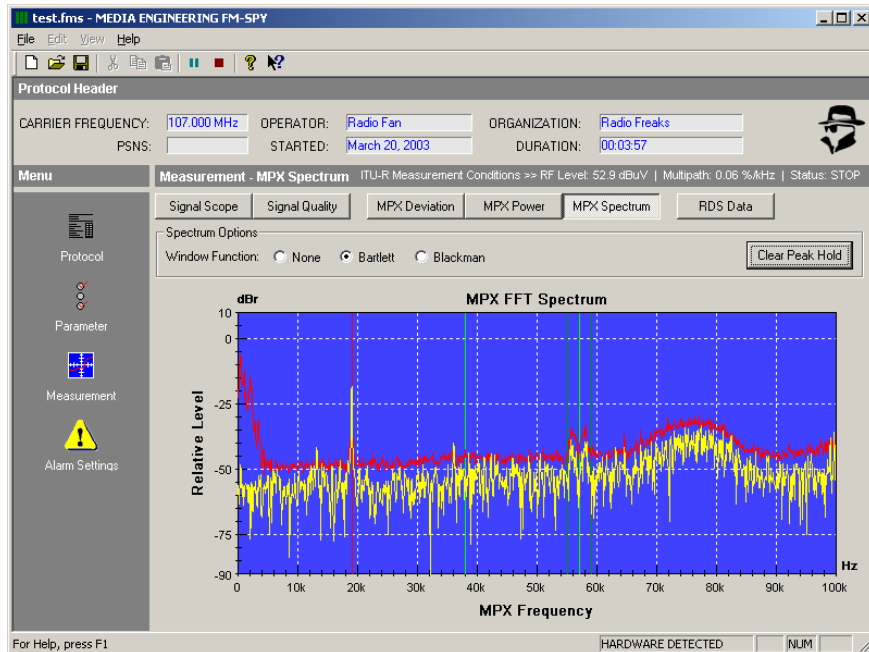 test.fms - MEDIA ENGINEERING FM-SPY
File Edit View Help
Protocol Header
CARRIER FREQUENCY: 107.000 MHz OPERATOR: Radio Fan ORGANIZATION: Radio Freaks
PSNS: STARTED: March 20, 2003 DURATION: 00:03:57
Menu
Measurement - MPX Spectrum ITU-R Measurement Conditions >> RF Level: 52.9 dBuV | Multipath: 0.06 %/kHz | Status: STOP
Signal Scope Signal Quality MPX Deviation MPX Power MPX Spectrum RDS Data
Protocol
Parameter
Measurement
Alarm Settings
Spectrum Options
Window Function: None Bartlett Blackman Clear Peak Hold
dBr MPX FFT Spectrum
10
0
-25
-50
-75
-90
Relative Level
Hz
0 10k 20k 30k 40k 50k 60k 70k 80k 90k 100k
MPX Frequency
For Help, press F1 HARDWARE DETECTED NUM